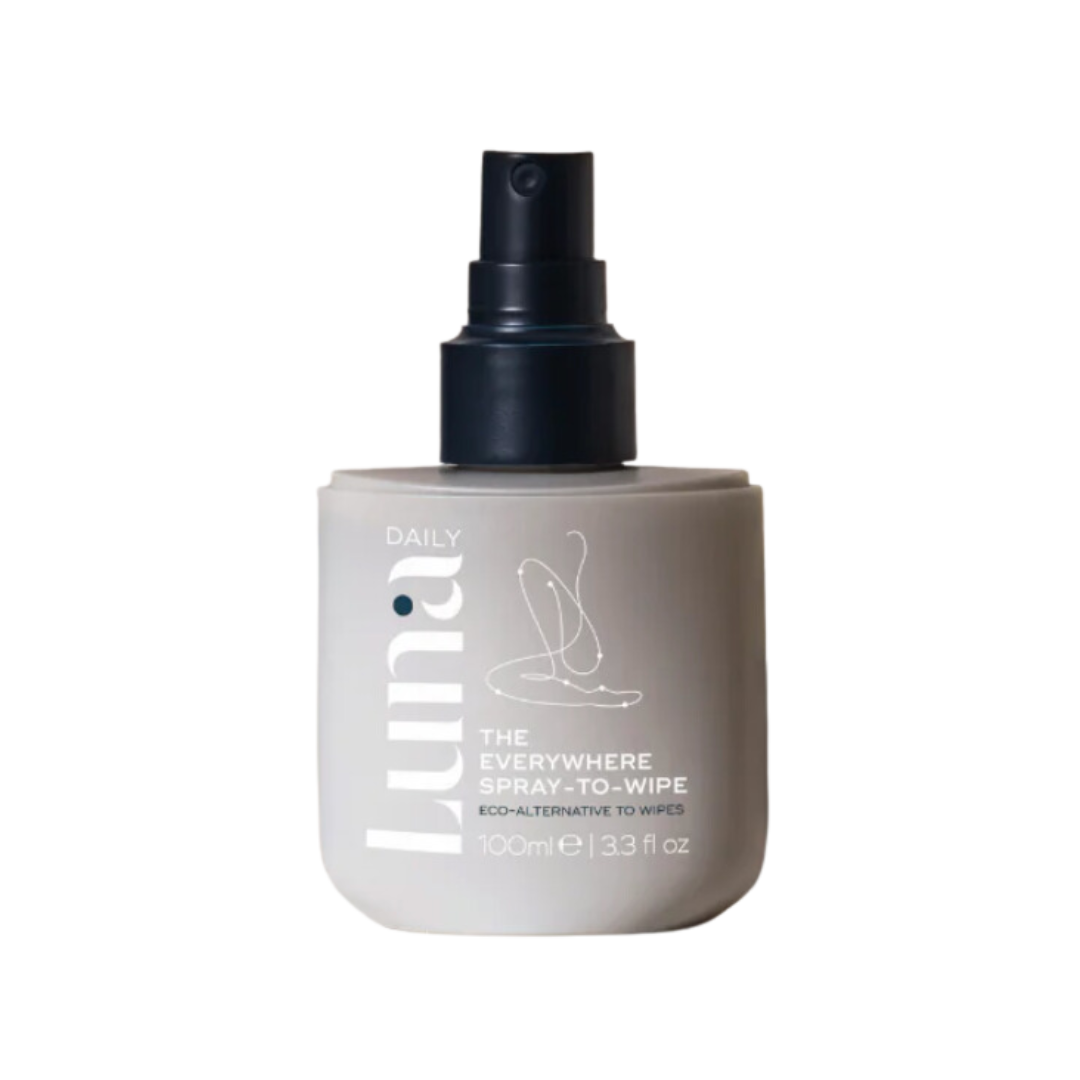 DAILY
Luna
THE
EVERYWHERE
SPRAY-TO-WIPE
ECO-ALTERNATIVE TO WIPES
100ml e | 3.3 fl oz